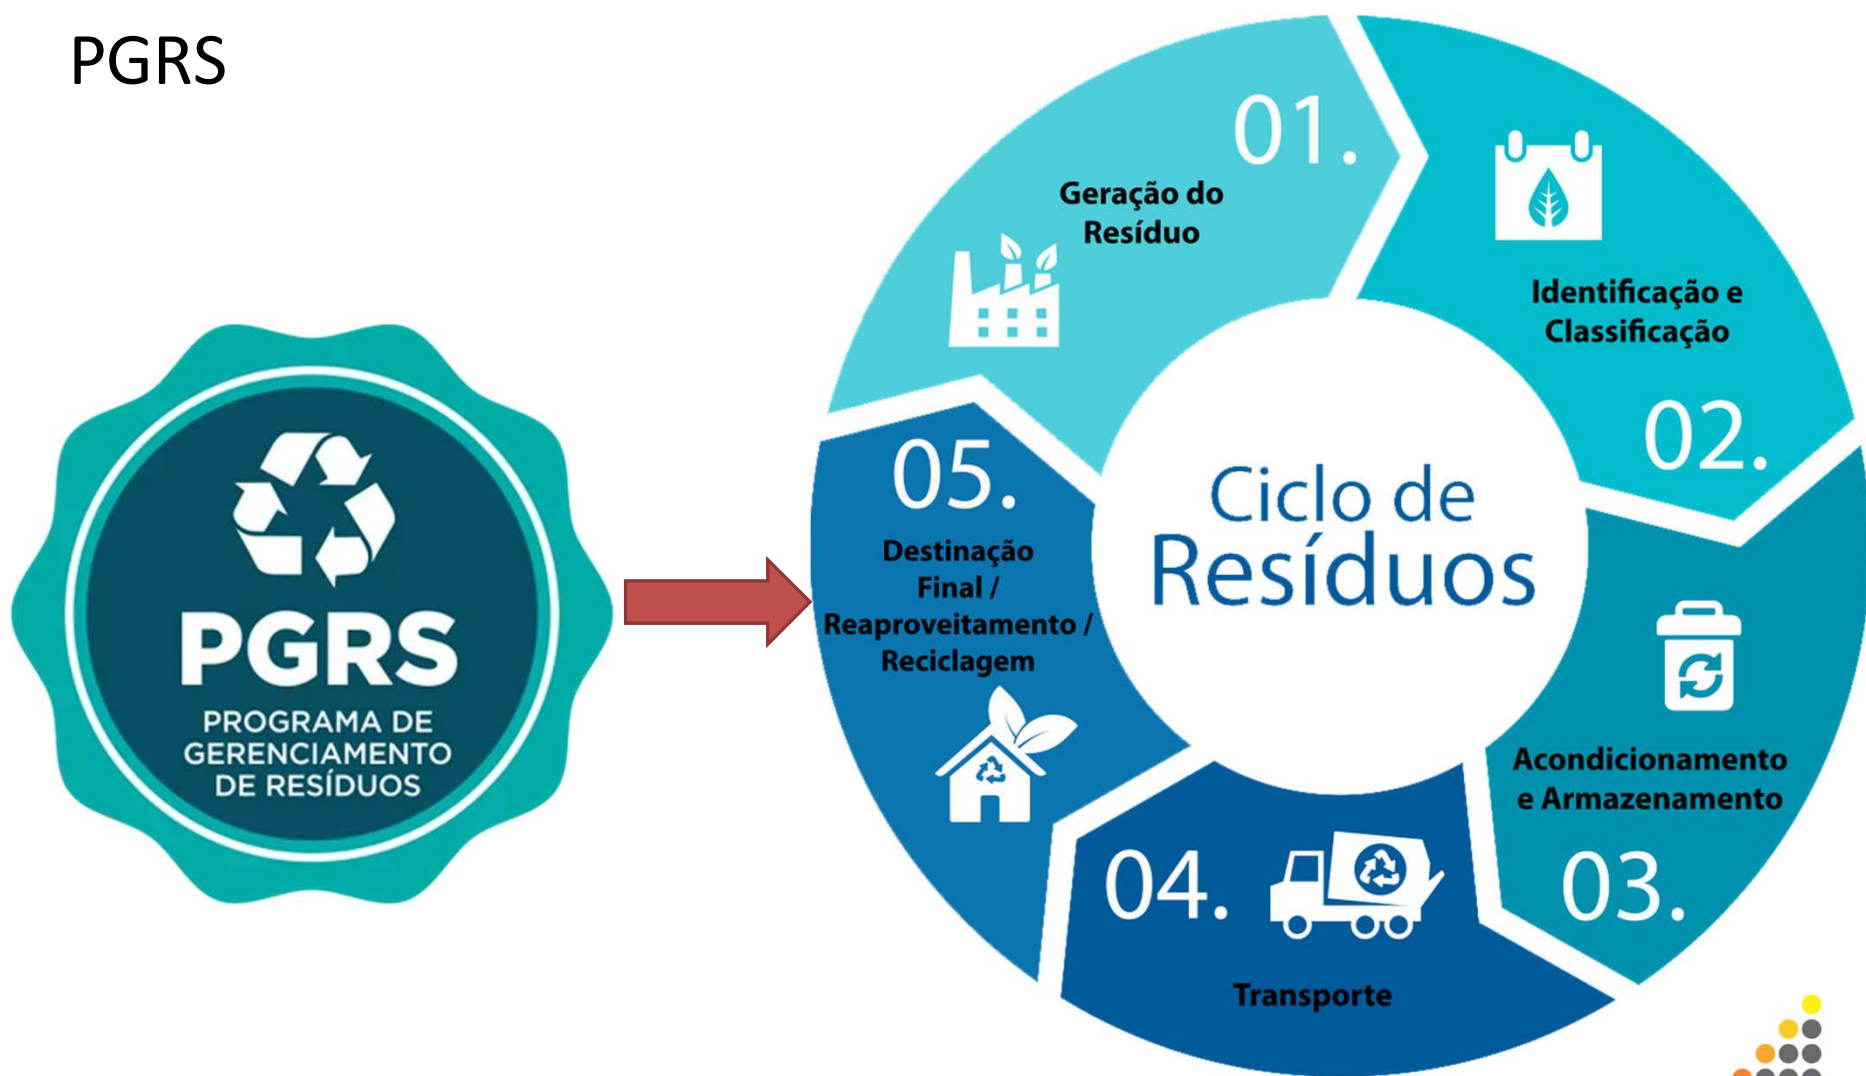 PGRS
PGRS
PROGRAMA DE
GERENCIAMENTO
DE RESÍDUOS
01.
Geração do
Resíduo
Identificação e
Classificação
02.
Acondicionamento
e Armazenamento
03.
04.
Transporte
05.
Destinação
Final /
Reaproveitamento /
Reciclagem
Ciclo de
Resíduos